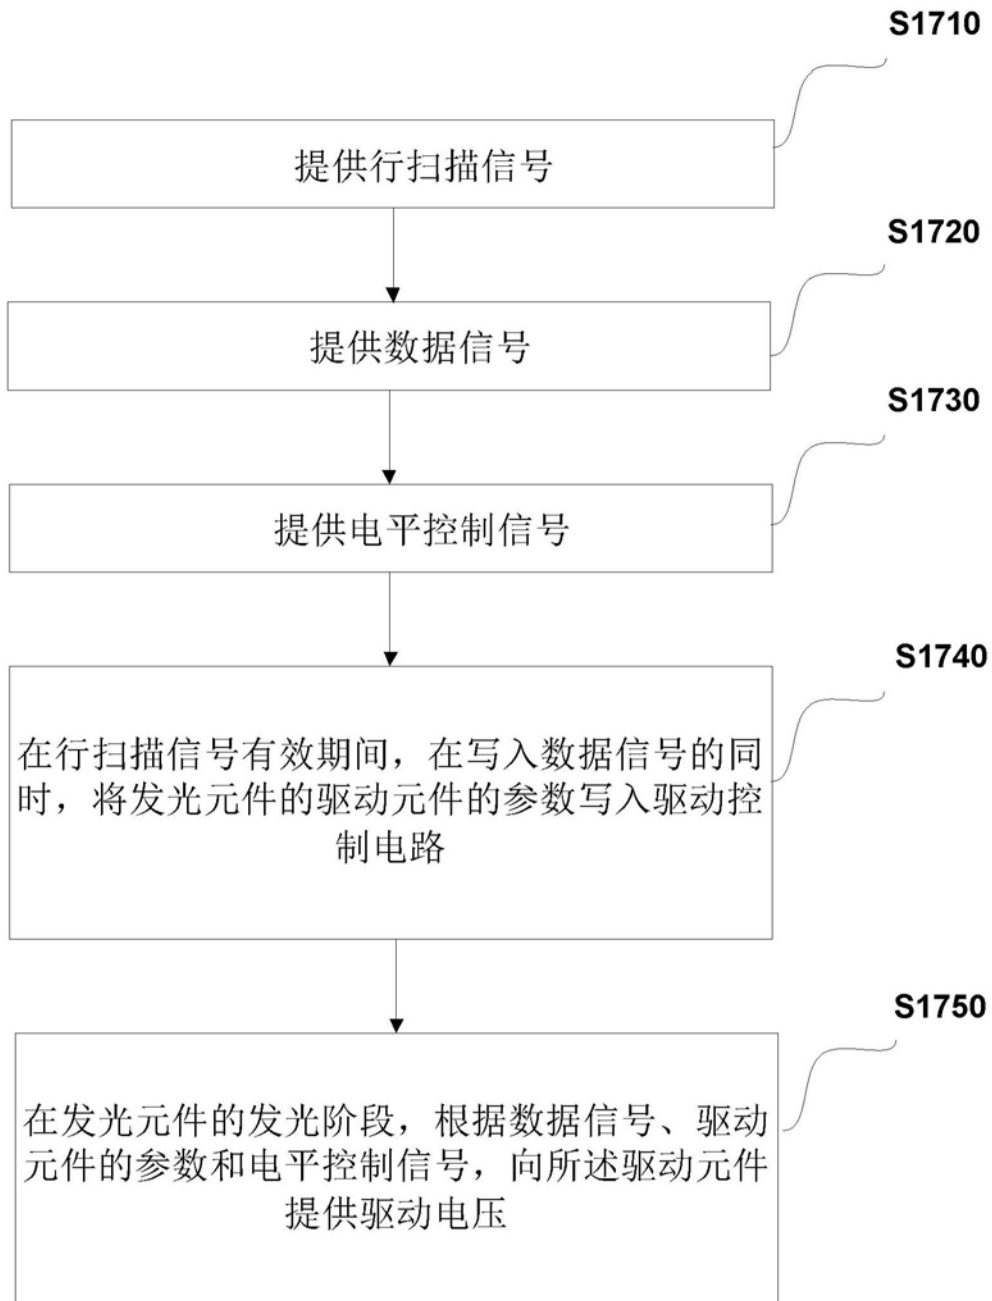 S1710
提供行扫描信号
S1720
提供数据信号
S1730
提供电平控制信号
S1740
在行扫描信号有效期间，在写入数据信号的同
时，将发光元件的驱动元件的参数写入驱动控
制电路
S1750
在发光元件的发光阶段，根据数据信号、驱动
元件的参数和电平控制信号，向所述驱动元件
提供驱动电压